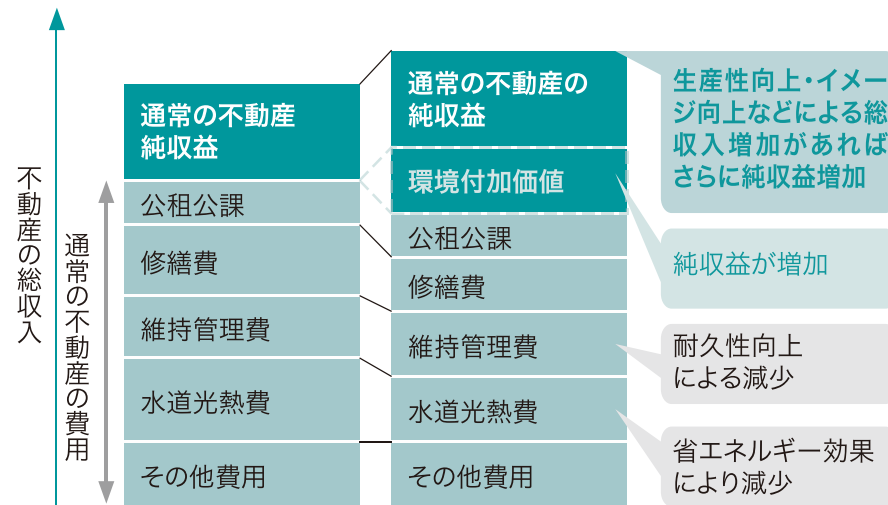 不動産の総収入
通常の不動産の費用
通常の不動産
純収益
公租公課
修繕費
維持管理費
水道光熱費
その他費用
通常の不動産の
純収益
環境付加価値
公租公課
修繕費
維持管理費
水道光熱費
その他費用
生産性向上・イメー
ジ向上などによる総
収入増加があれば
さらに純収益増加
純収益が増加
耐久性向上
による減少
省エネルギー効果
により減少